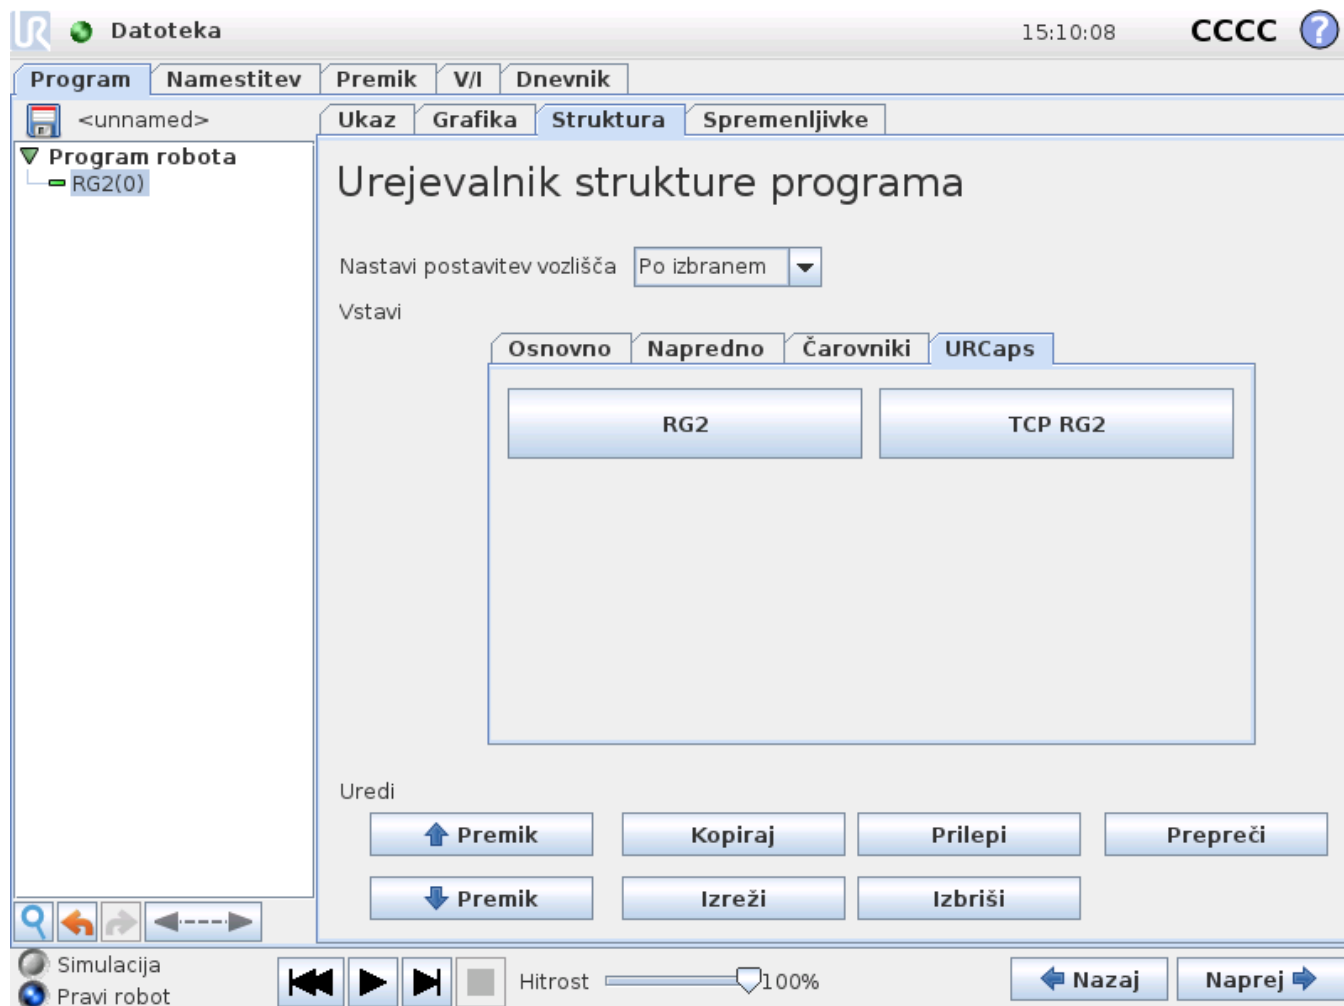 UR Datoteka 15:10:08 CCCC ?
Program Namestitev Premik V/I Dnevnik
<unnamed>
Ukaz Grafika Struktura Spremenljivke
Program robota
RG2(0)
Urejevalnik strukture programa
Nastavi postavitev vozlišča Po izbranem
Vstavi
Osnovno Napredno Čarovniki URCaps
RG2 TCP RG2
Uredi
Premik Kopiraj Prilepi Prepreči
Premik Izreži Izbriši
Simulacija
Pravi robot
Hitrost 100%
Nazaj Naprej